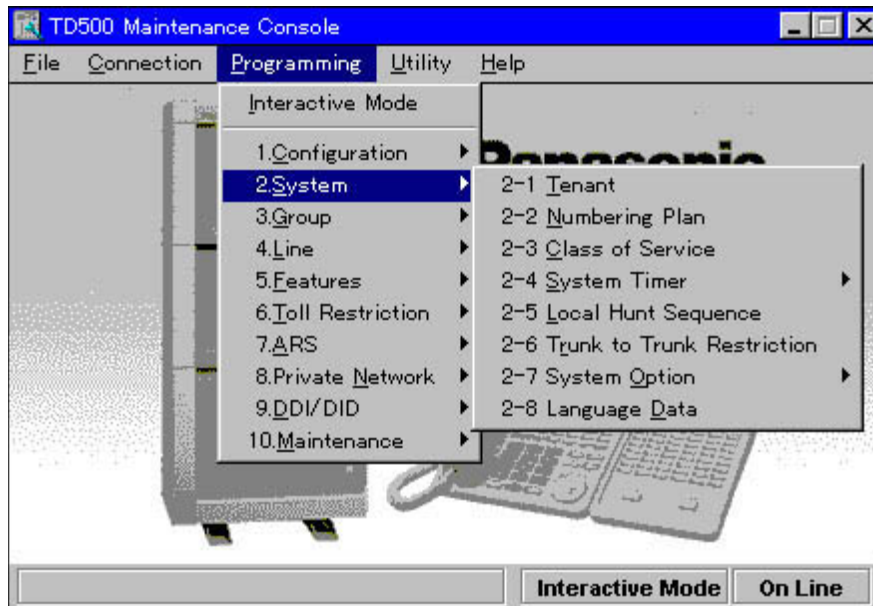 TD500 Maintenance Console
File Connection Programming Utility Help
Interactive Mode
1.Configuration
2.System
3.Group
4.Line
5.Features
6.Toll Restriction
7.ARS
8.Private Network
9.DDI/DID
10.Maintenance
Panasonic
2-1 Tenant
2-2 Numbering Plan
2-3 Class of Service
2-4 System Timer
2-5 Local Hunt Sequence
2-6 Trunk to Trunk Restriction
2-7 System Option
2-8 Language Data
Interactive Mode On Line